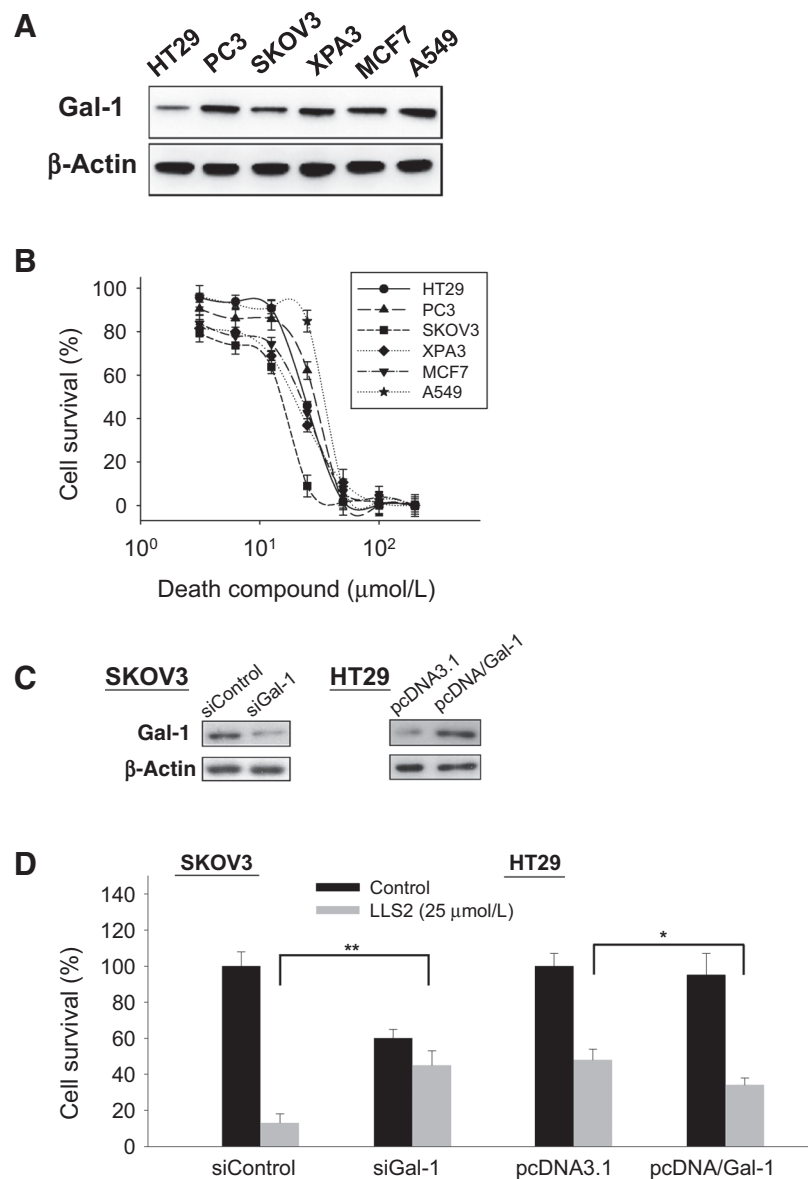 A
HT29 PC3 SKOV3 XPA3 MCF7 A549
Gal-1
β-Actin
B
100
80
60
40
20
0
Cell survival (%)
HT29
PC3
SKOV3
XPA3
MCF7
A549
10⁰ 10¹ 10²
Death compound (μmol/L)
C
SKOV3 siControl siGal-1 HT29 pcDNA3.1 pcDNA/Gal-1
Gal-1
β-Actin
D
SKOV3 HT29
Control
LLS2 (25 μmol/L)
** *
140
120
100
80
60
40
20
0
Cell survival (%)
siControl siGal-1 pcDNA3.1 pcDNA/Gal-1